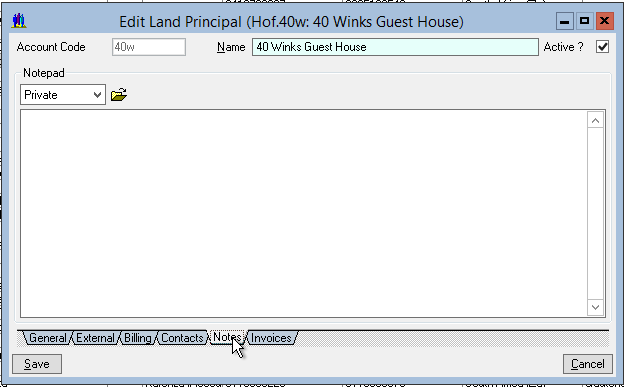 Edit Land Principal (Hof.40w: 40 Winks Guest House)
Account Code 40w Name 40 Winks Guest House Active ?
Notepad
Private
General External Billing Contacts Notes Invoices
Save Cancel